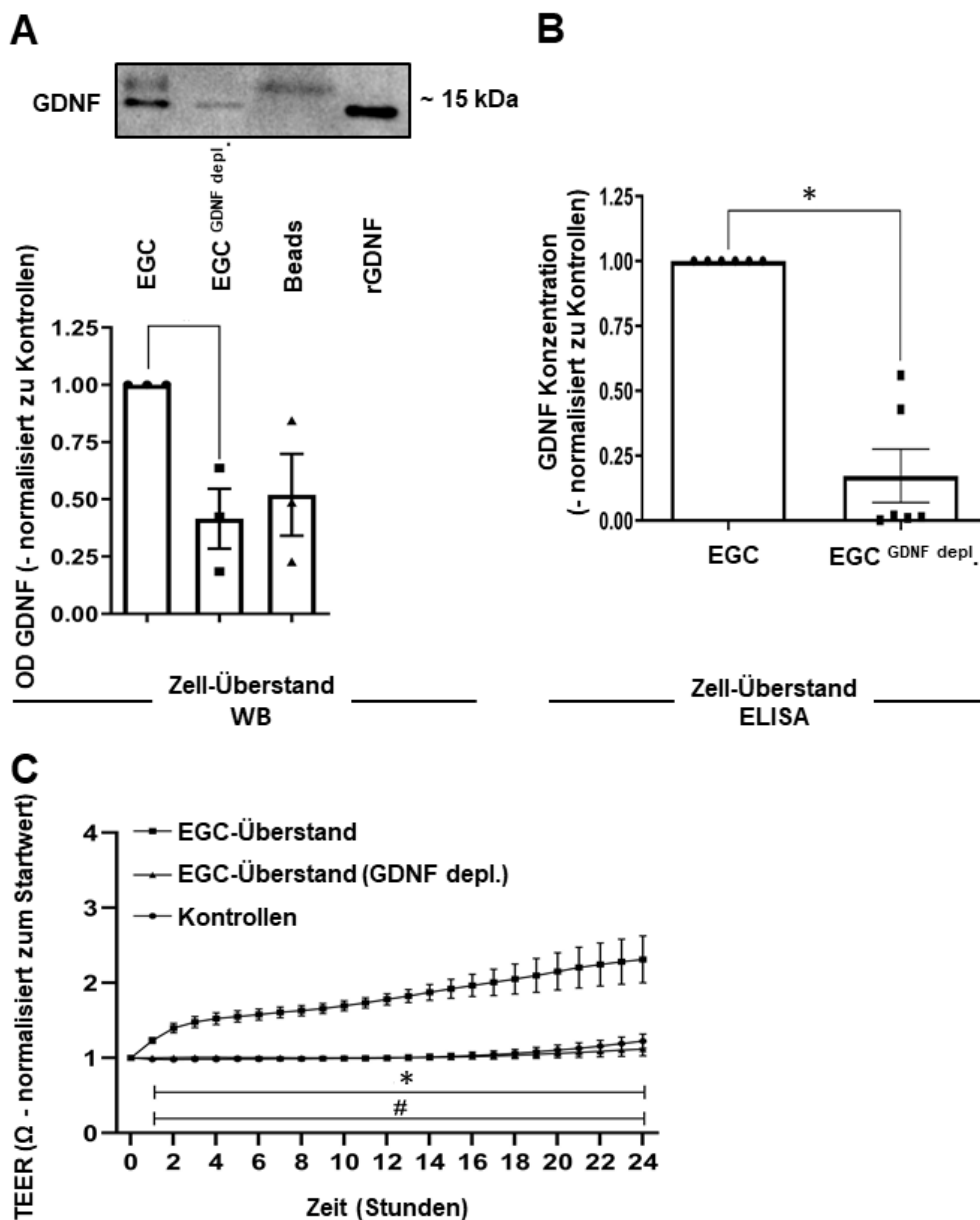 A
GDNF
~ 15 kDa
EGC
EGC GDNF depl.
Beads
rGDNF
OD GDNF (- normalisiert zu Kontrollen)
1.25
1.00
0.75
0.50
0.25
0.00
Zell-Überstand
WB
B
*
GDNF Konzentration
(- normalisiert zu Kontrollen)
1.25
1.00
0.75
0.50
0.25
0.00
EGC
EGC GDNF depl.
Zell-Überstand
ELISA
C
TEER (Ω - normalisiert zum Startwert)
4
3
2
1
0
EGC-Überstand
EGC-Überstand (GDNF depl.)
Kontrollen
*
#
0 2 4 6 8 10 12 14 16 18 20 22 24
Zeit (Stunden)